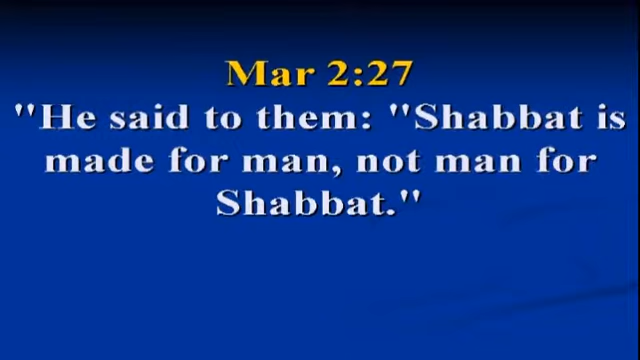 Mar 2:27
"He said to them: "Shabbat is
made for man, not man for
Shabbat."